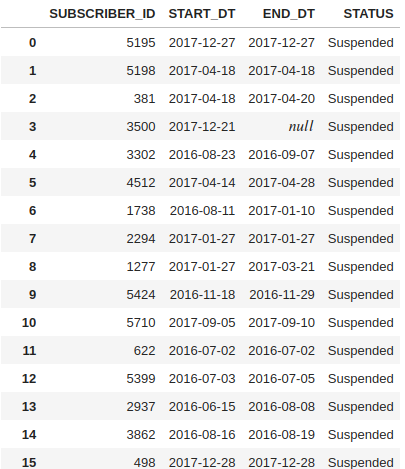 SUBSCRIBER_ID START_DT END_DT STATUS
0 5195 2017-12-27 2017-12-27 Suspended
1 5198 2017-04-18 2017-04-18 Suspended
2 381 2017-04-18 2017-04-20 Suspended
3 3500 2017-12-21 null Suspended
4 3302 2016-08-23 2016-09-07 Suspended
5 4512 2017-04-14 2017-04-28 Suspended
6 1738 2016-08-11 2017-01-10 Suspended
7 2294 2017-01-27 2017-01-27 Suspended
8 1277 2017-01-27 2017-03-21 Suspended
9 5424 2016-11-18 2016-11-29 Suspended
10 5710 2017-09-05 2017-09-10 Suspended
11 622 2016-07-02 2016-07-02 Suspended
12 5399 2016-07-03 2016-07-05 Suspended
13 2937 2016-06-15 2016-08-08 Suspended
14 3862 2016-08-16 2016-08-19 Suspended
15 498 2017-12-28 2017-12-28 Suspended